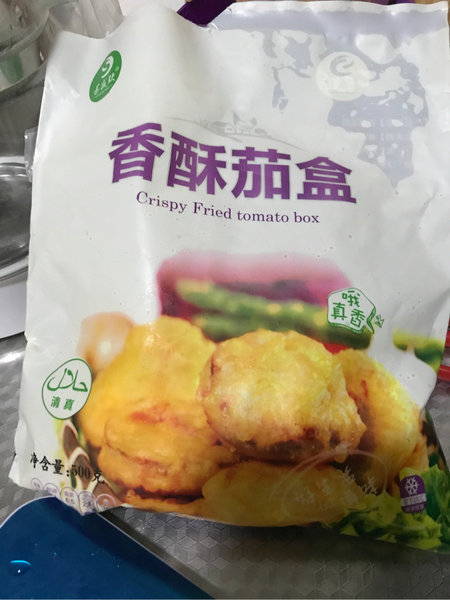 香酥茄盒
Crispy Fried tomato box
哦
真香
حلال
清真
净含量:500克